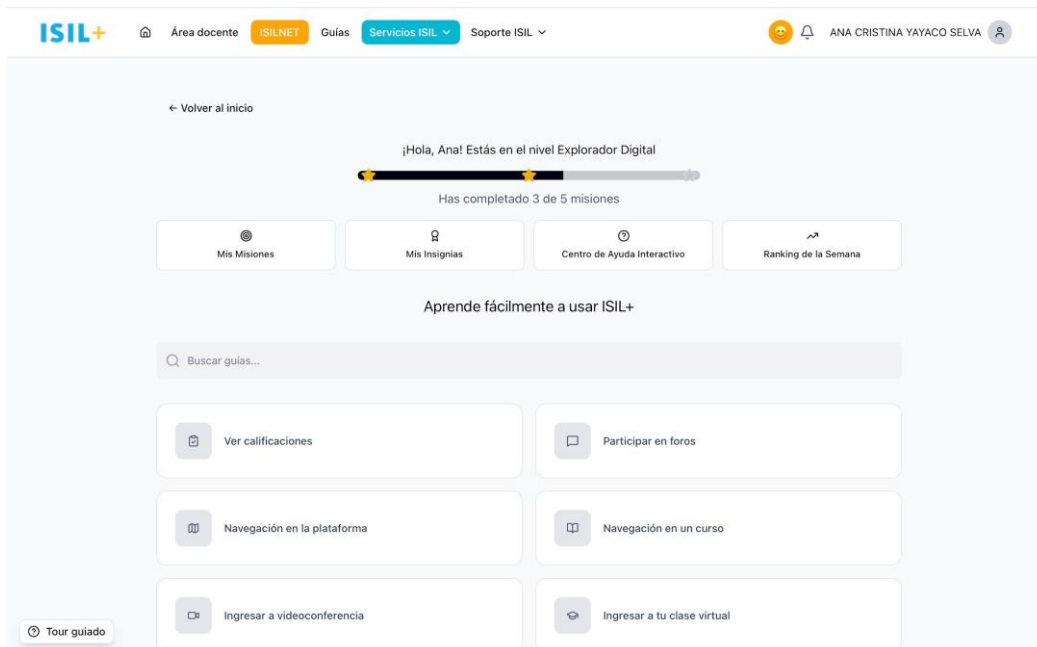 ISIL+ Área docente ISILNET Guías Servicios ISIL Soporte ISIL ANA CRISTINA YAYACO SELVA
← Volver al inicio
¡Hola, Ana! Estás en el nivel Explorador Digital
Has completado 3 de 5 misiones
Mis Misiones Mis Insignias Centro de Ayuda Interactivo Ranking de la Semana
Aprende fácilmente a usar ISIL+
Buscar guías...
Ver calificaciones Participar en foros
Navegación en la plataforma Navegación en un curso
Ingresar a videoconferencia Ingresar a tu clase virtual
Tour guiado